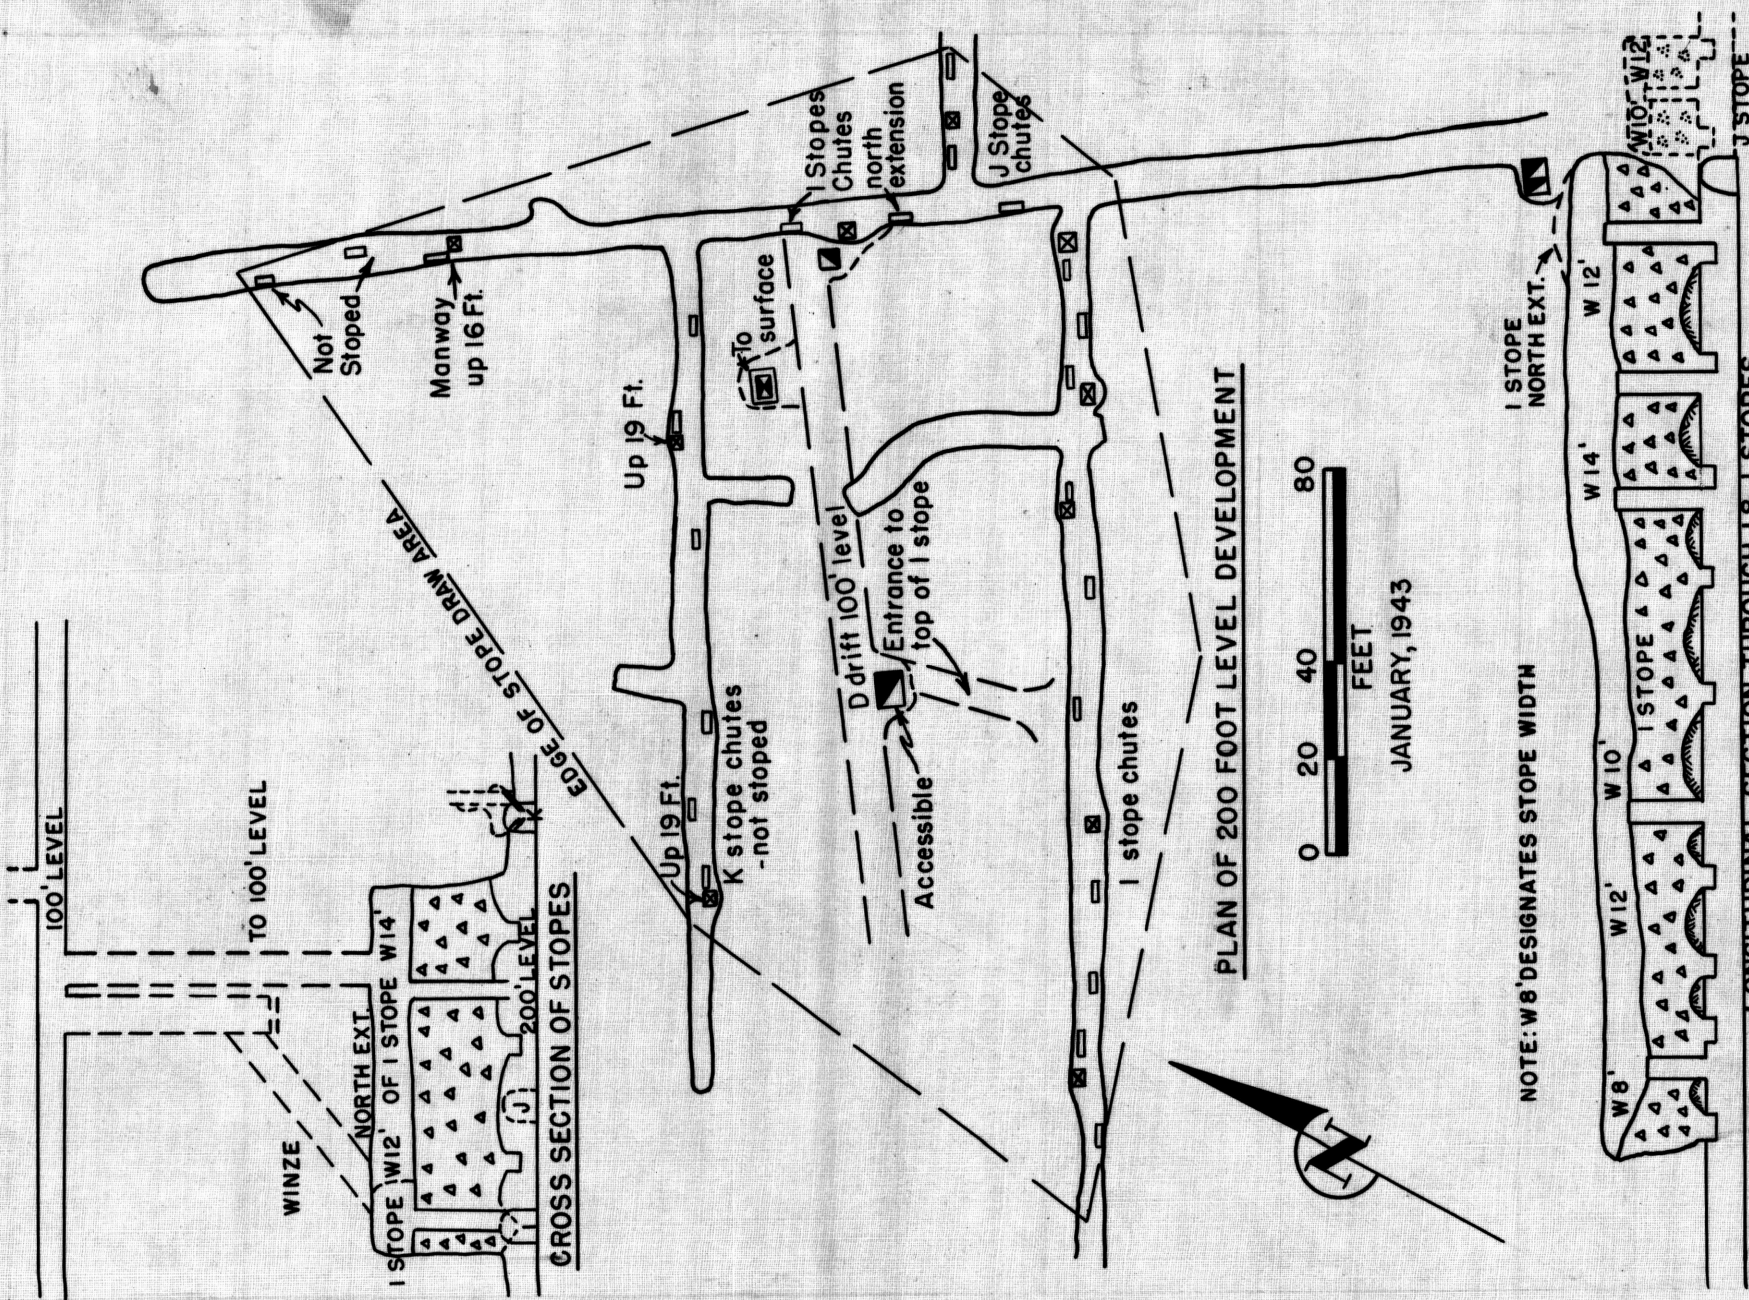 100' LEVEL
TO 100' LEVEL
WINZE
NORTH EXT.
I STOPE W12' OF I STOPE W14'
200' LEVEL
J
I
K
CROSS SECTION OF STOPES
EDGE OF STOPE DRAW AREA
Not
Stoped
Manway
up 16 Ft.
Up 19 Ft.
Up 19 Ft.
K stope chutes
-not stoped
To
surface
I Stopes
Chutes
north
extension
J Stope
chutes
D drift 100' level
Entrance to
top of I stope
Accessible
I stope chutes
PLAN OF 200 FOOT LEVEL DEVELOPMENT
0 20 40 80
FEET
JANUARY, 1943
N
NOTE: W8' DESIGNATES STOPE WIDTH
I STOPE
NORTH EXT.
W8'
W12'
W10'
W14'
W12'
W10'
W12'
I STOPE
J STOPE
LONGITUDINAL SECTION THROUGH I & J STOPES